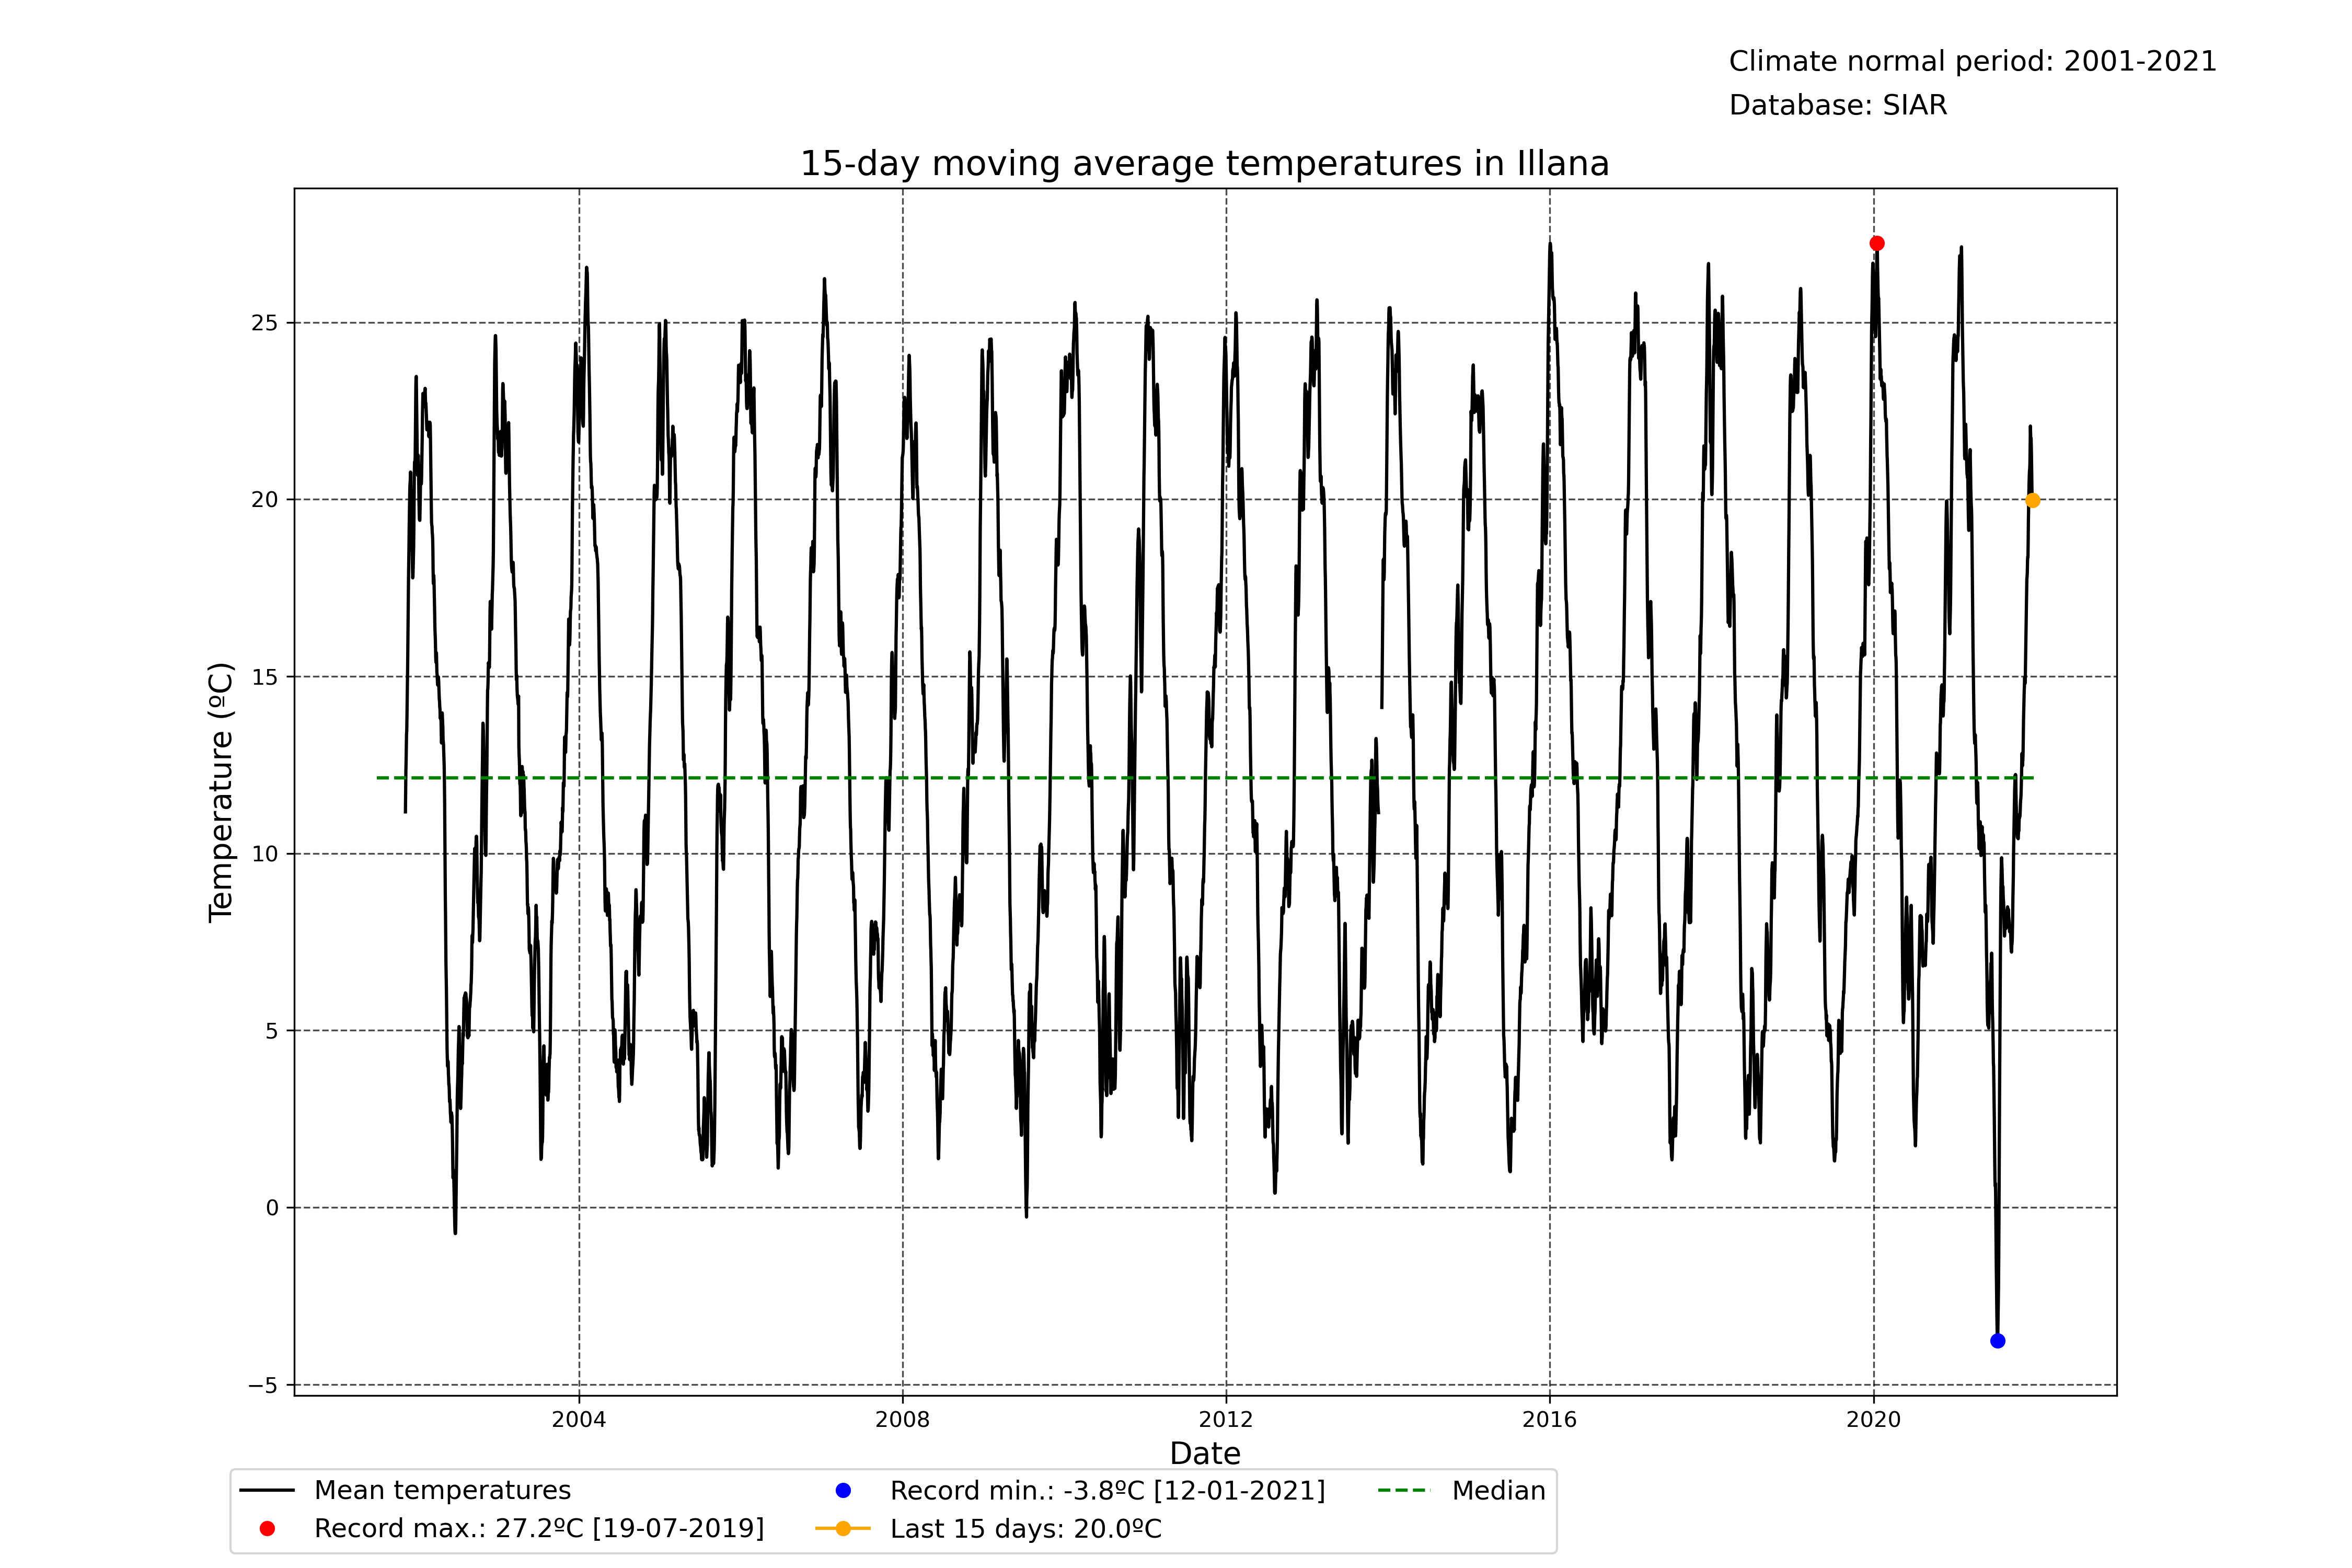 Climate normal period: 2001-2021
Database: SIAR
15-day moving average temperatures in Illana
Temperature (ºC)
25
20
15
10
5
0
−5
2004 2008 2012 2016 2020
Date
Mean temperatures
Record max.: 27.2ºC [19-07-2019]
Record min.: -3.8ºC [12-01-2021]
Last 15 days: 20.0ºC
Median